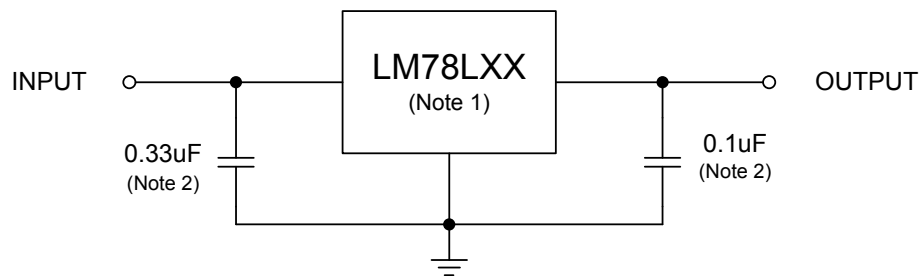 INPUT
LM78LXX
(Note 1)
OUTPUT
0.33uF
(Note 2)
0.1uF
(Note 2)